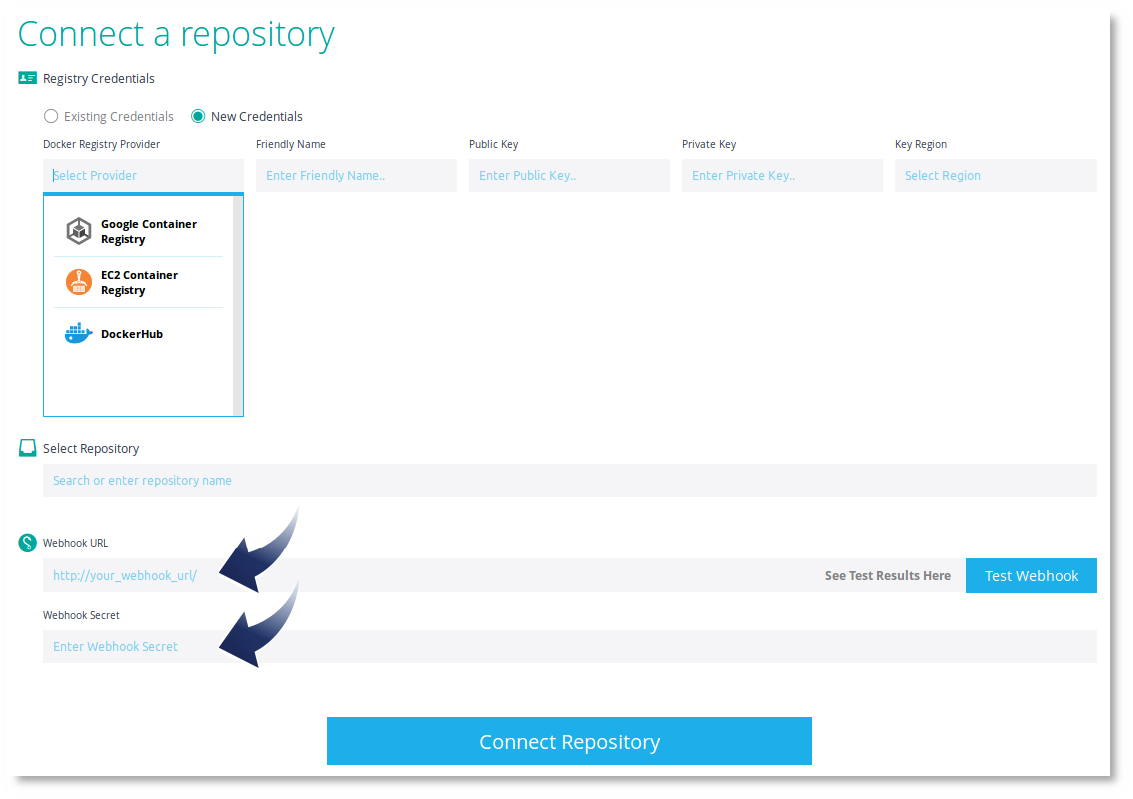 Connect a repository
Registry Credentials
Existing Credentials New Credentials
Docker Registry Provider Friendly Name Public Key Private Key Key Region
Select Provider Enter Friendly Name.. Enter Public Key.. Enter Private Key.. Select Region
Google Container
Registry
EC2 Container
Registry
DockerHub
Select Repository
Search or enter repository name
Webhook URL
http://your_webhook_url/ See Test Results Here Test Webhook
Webhook Secret
Enter Webhook Secret
Connect Repository